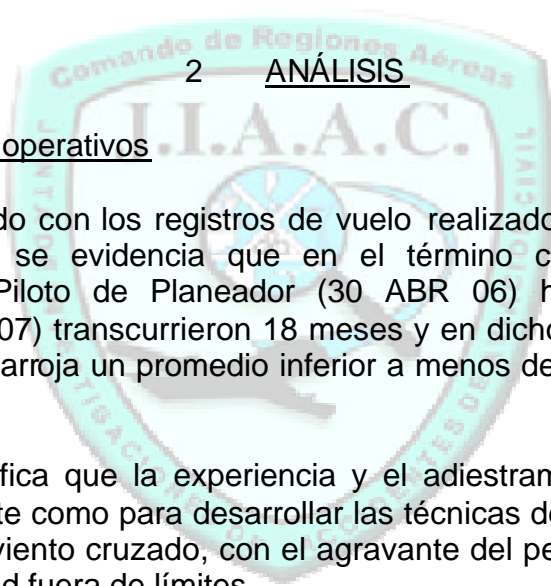 Comando de Regiones Aéreas
2 ANÁLISIS
J.I.A.A.C.
operativos
do con los registros de vuelo realizado
se evidencia que en el término c
Piloto de Planeador (30 ABR 06) h
07) transcurrieron 18 meses y en dicho
arroja un promedio inferior a menos de
fica que la experiencia y el adiestram
te como para desarrollar las técnicas de
viento cruzado, con el agravante del pe
d fuera de límites